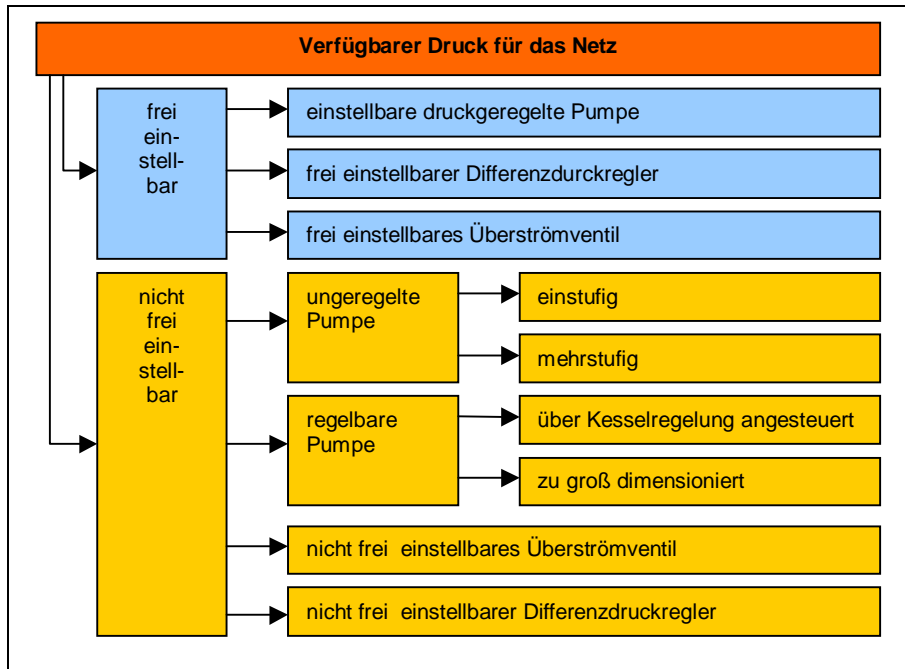 Verfügbarer Druck für das Netz
frei
ein-
stell-
bar
einstellbare druckgeregelte Pumpe
frei einstellbarer Differenzdurckregler
frei einstellbares Überströmventil
nicht
frei
ein-
stell-
bar
ungeregelte
Pumpe
einstufig
mehrstufig
regelbare
Pumpe
über Kesselregelung angesteuert
zu groß dimensioniert
nicht frei  einstellbares Überströmventil
nicht frei  einstellbarer Differenzdruckregler